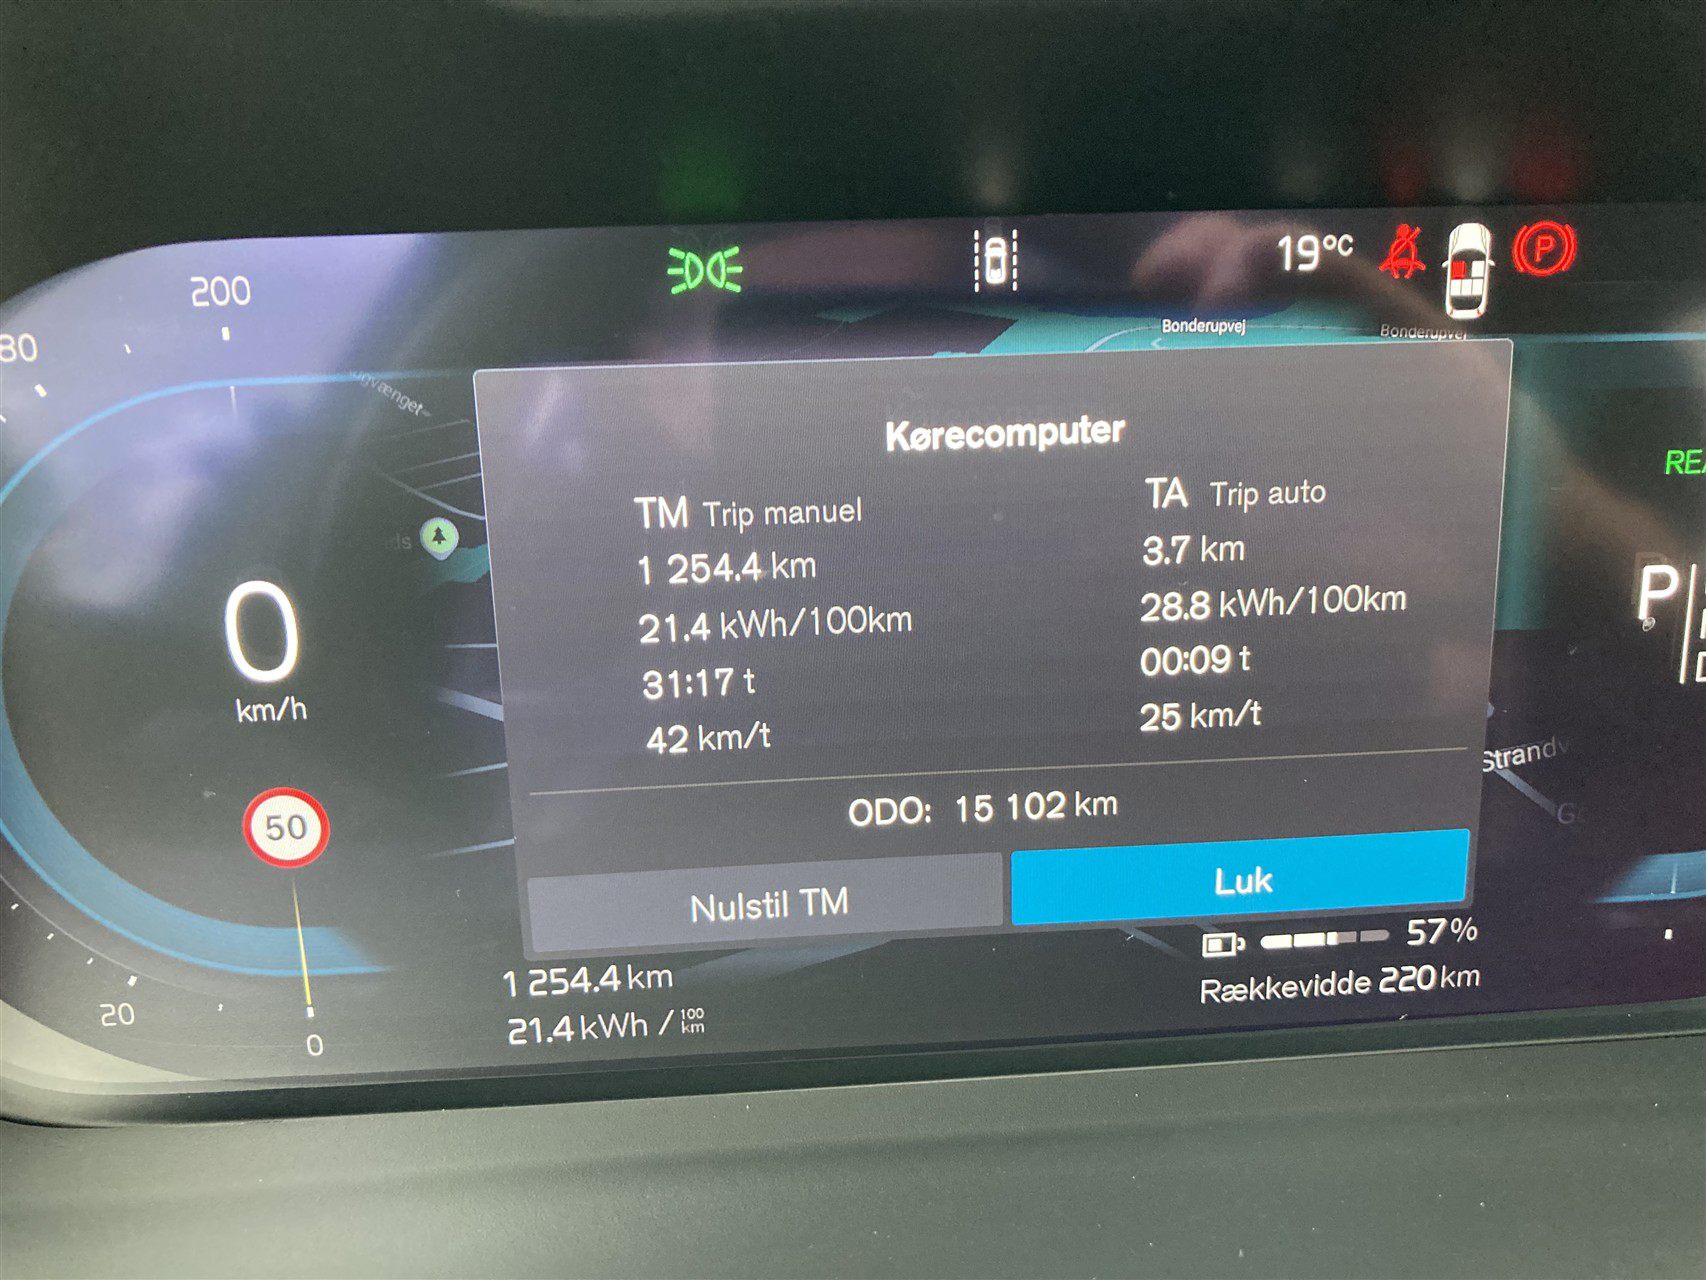 200
80
19°C
P
Bonderupvej
Bonderupvej
Kørecomputer
TM Trip manuel
TA Trip auto
1 254.4 km
3.7 km
21.4 kWh/100km
28.8 kWh/100km
31:17 t
00:09 t
42 km/t
25 km/t
ODO: 15 102 km
Nulstil TM
Luk
0
km/h
50
P
57%
1 254.4 km
Rækkevidde 220 km
21.4 kWh / 100 km
20
0